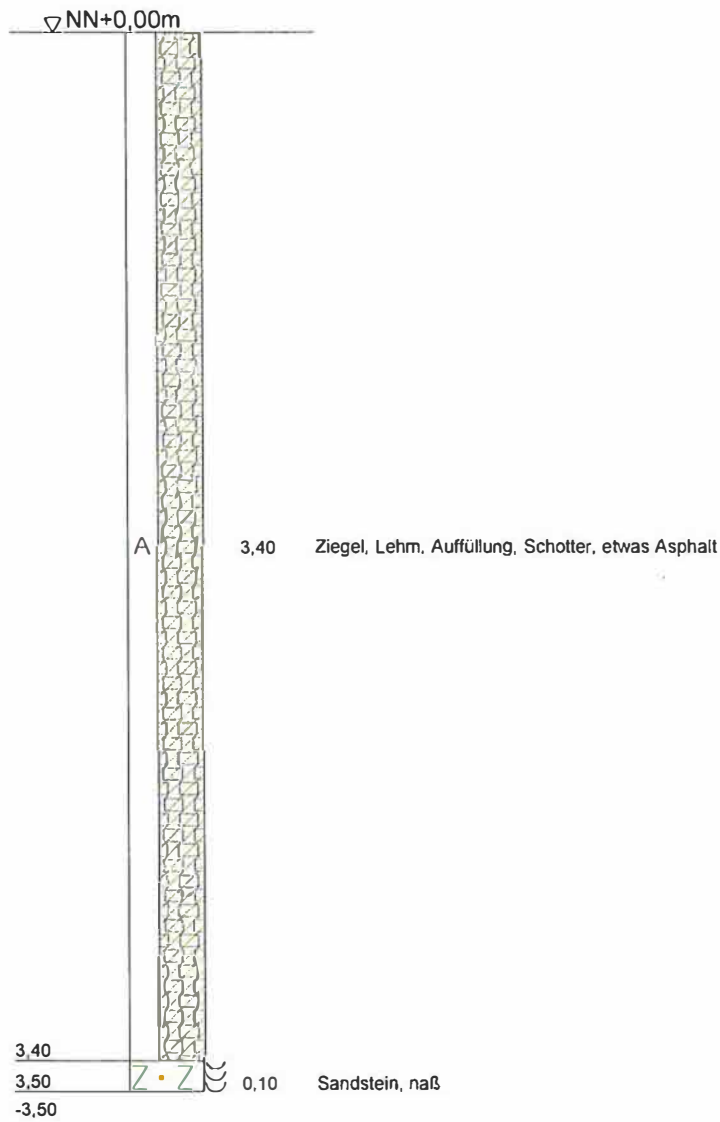 NN+0,00m
A 3,40 Ziegel, Lehm, Auffüllung, Schotter, etwas Asphalt
3,40
Z Z
3,50 0,10 Sandstein, naß
-3,50